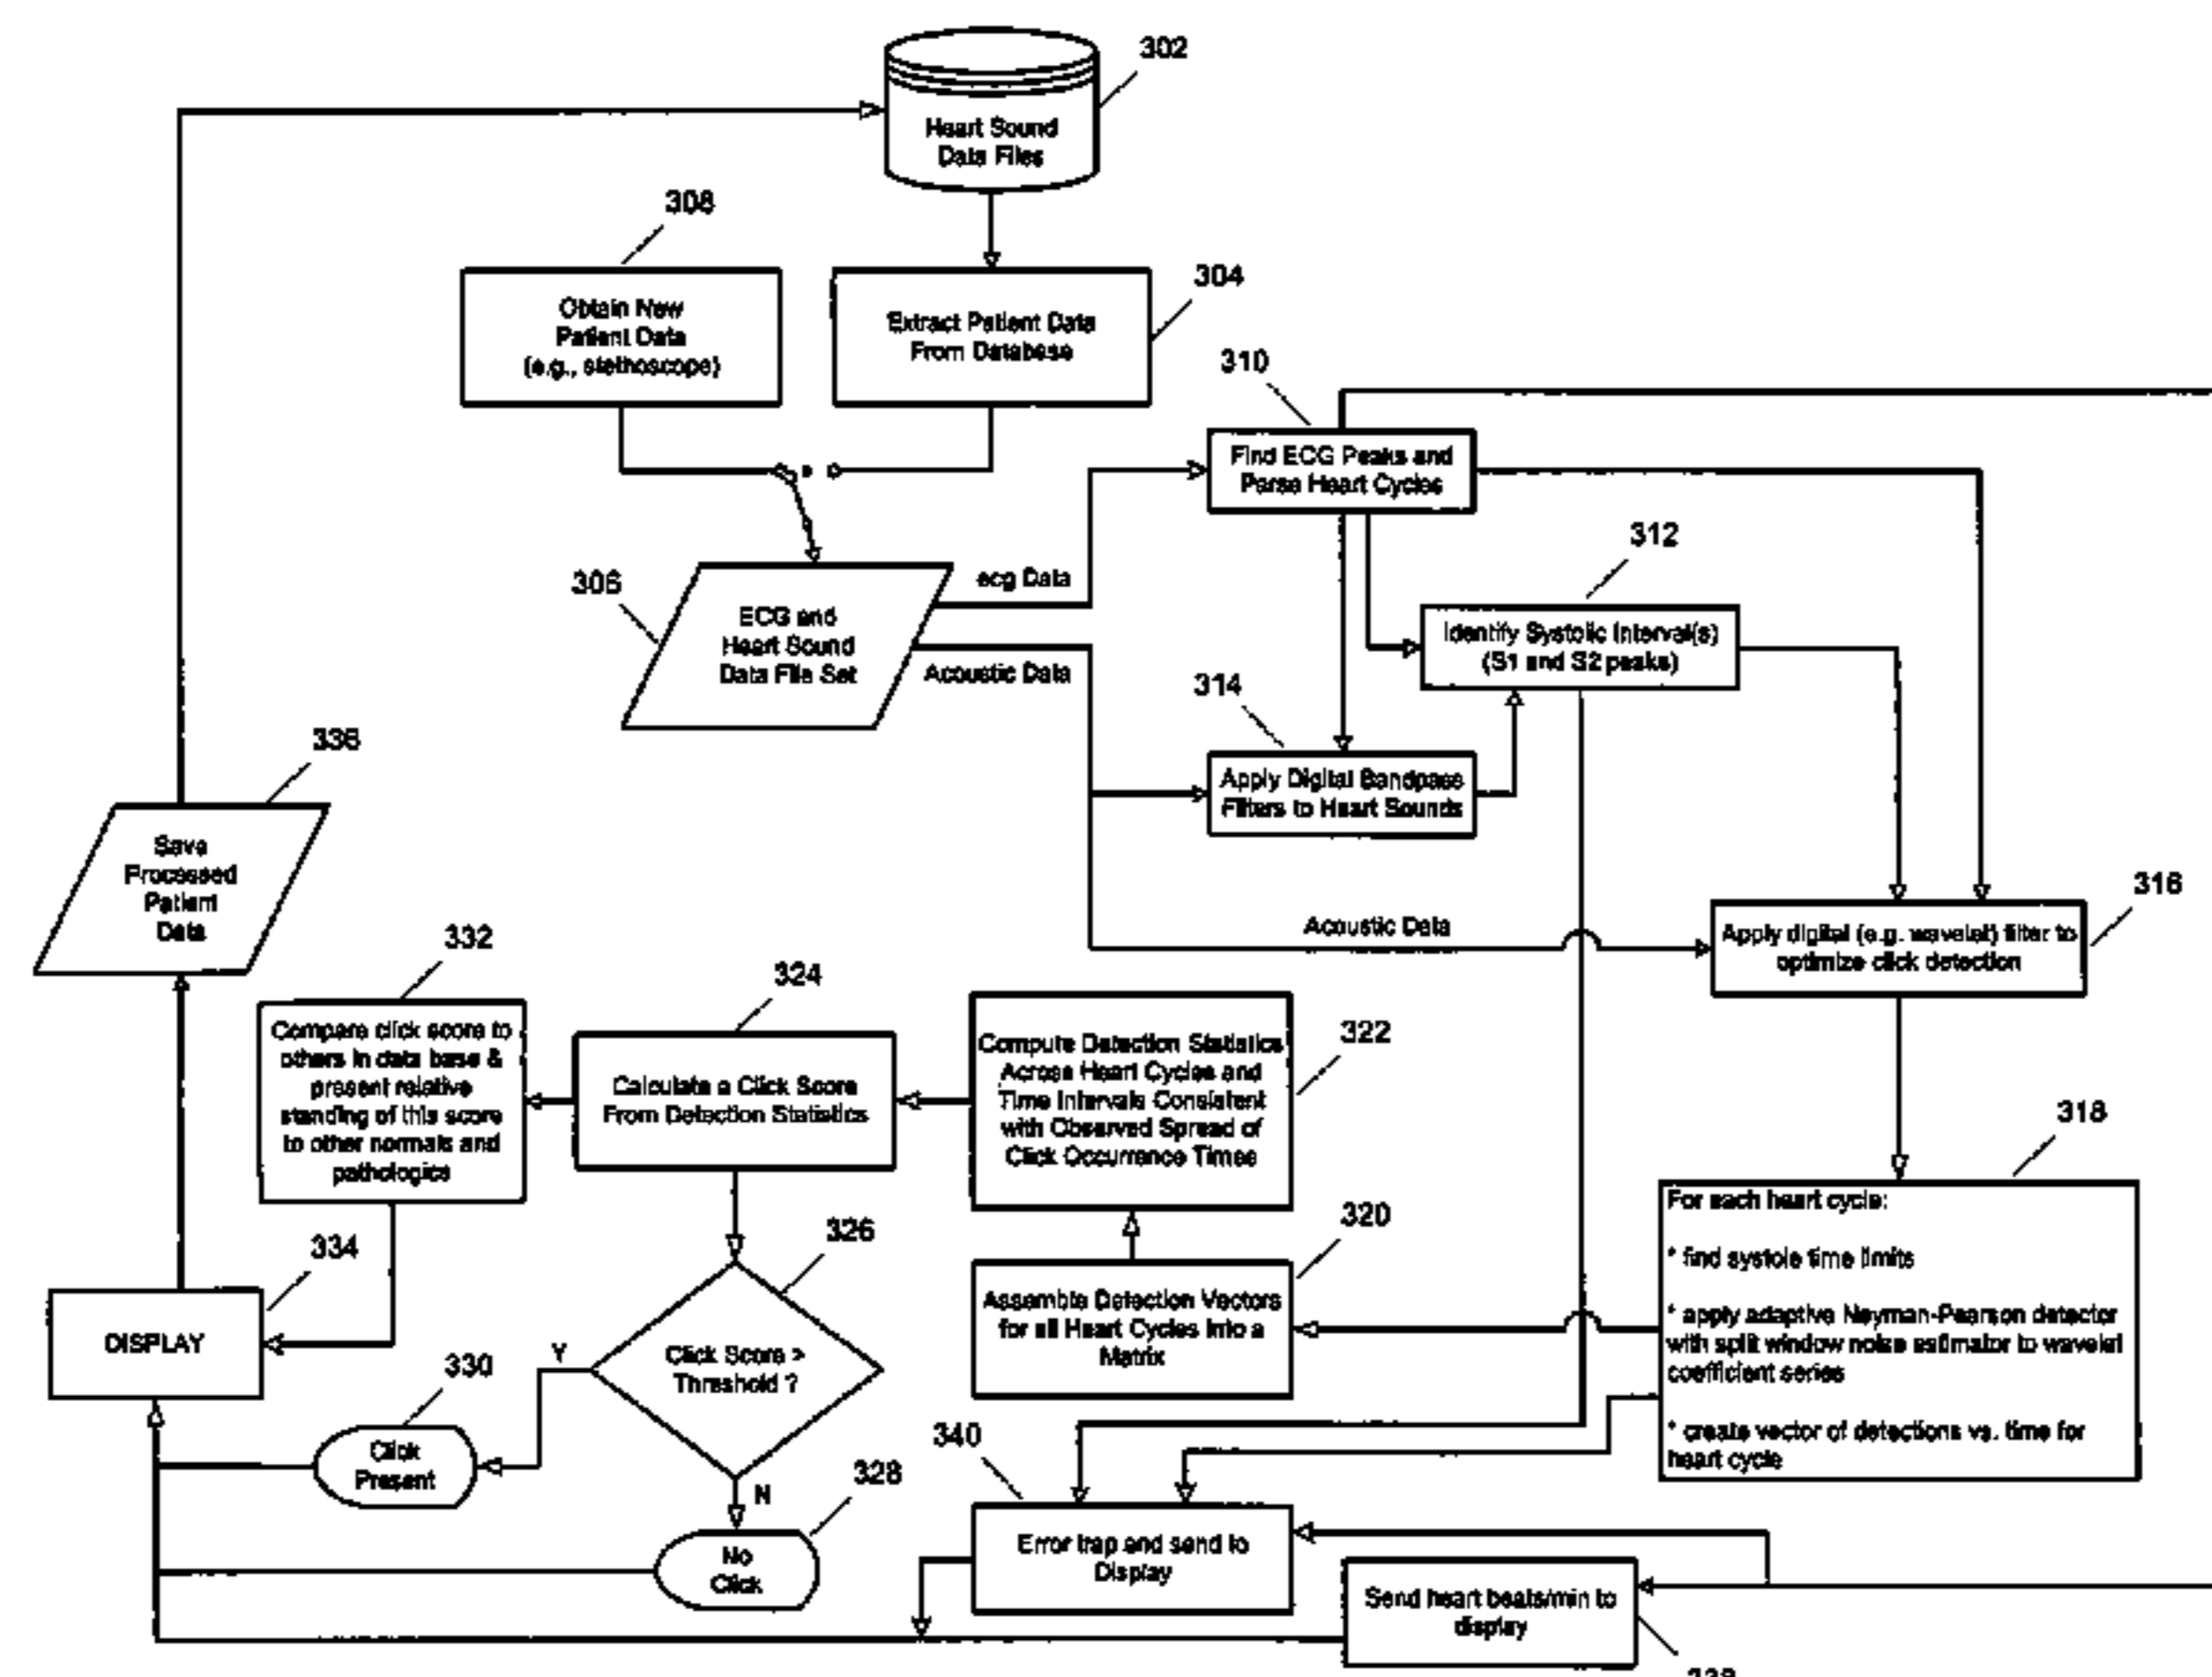 302
Heart Sound
Data Files
308
Obtain New
Patient Data
(e.g., stethoscope)
304
Extract Patient Data
From Database
310
Find ECG Peaks and
Parse Heart Cycles
306
ECG and
Heart Sound
Data File Set
ecg Data
Acoustic Data
312
Identify Systolic Interval(s)
(S1 and S2 peaks)
314
Apply Digital Bandpass
Filters to Heart Sounds
336
Save
Processed
Patient
Data
Acoustic Data
316
Apply digital (e.g. wavelet) filter to
optimize click detection
332
Compare click score to
others in data base &
present relative
standing of this score
to other normals and
pathologics
324
Calculate a Click Score
From Detection Statistics
322
Compute Detection Statistics
Across Heart Cycles and
Time Intervals Consistent
with Observed Spread of
Click Occurrence Times
318
For each heart cycle:
* find systole time limits
* apply adaptive Neyman-Pearson detector
with split window noise estimator to wavelet
coefficient series
* create vector of detections vs. time for
heart cycle
320
Assemble Detection Vectors
for all Heart Cycles into a
Matrix
334
DISPLAY
326
Click Score >
Threshold ?
Y
N
330
Click
Present
328
No
Click
340
Error trap and send to
Display
Send heart beats/min to
display